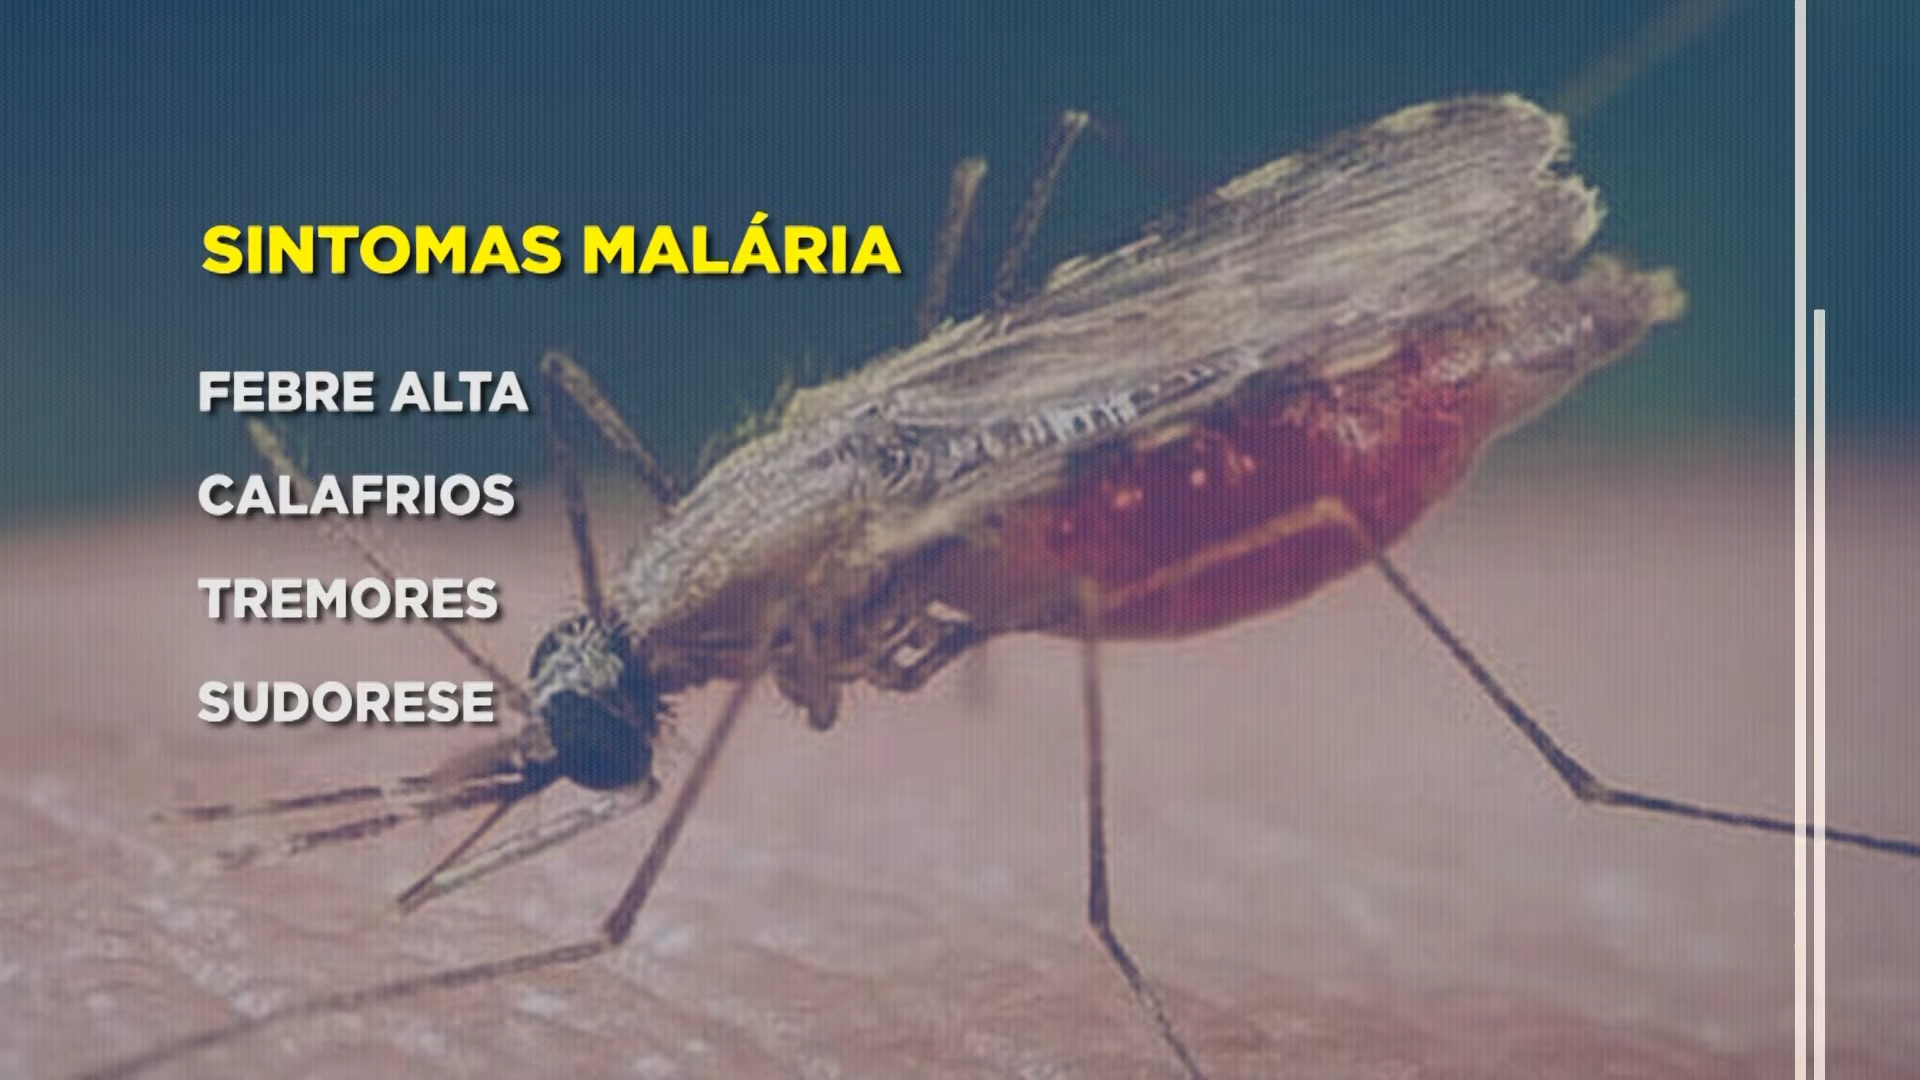 SINTOMAS MALÁRIA
FEBRE ALTA
CALAFRIOS
TREMORES
SUDORESE